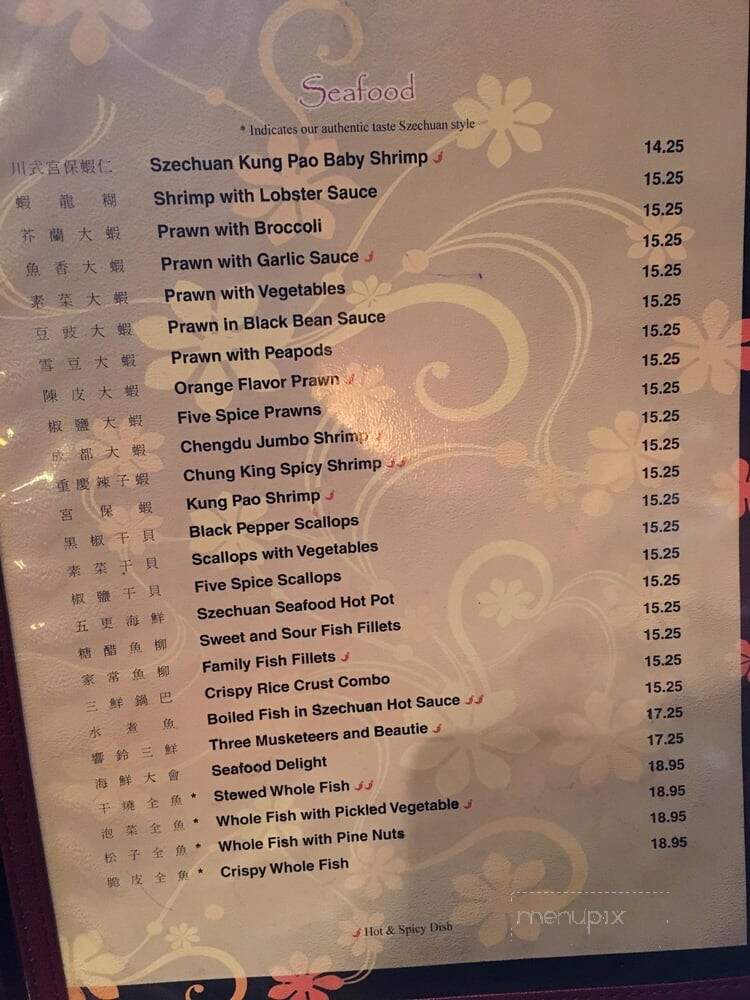 Seafood
* Indicates our authentic taste Szechuan style
川式宮保蝦仁 Szechuan Kung Pao Baby Shrimp 14.25
蝦龍糊 Shrimp with Lobster Sauce 15.25
芥蘭大蝦 Prawn with Broccoli 15.25
魚香大蝦 Prawn with Garlic Sauce 15.25
素菜大蝦 Prawn with Vegetables 15.25
豆豉大蝦 Prawn in Black Bean Sauce 15.25
雪豆大蝦 Prawn with Peapods 15.25
陳皮大蝦 Orange Flavor Prawn 15.25
椒鹽大蝦 Five Spice Prawns 15.25
成都大蝦 Chengdu Jumbo Shrimp 15.25
重慶辣子蝦 Chung King Spicy Shrimp 15.25
宮保蝦 Kung Pao Shrimp 15.25
黑椒干貝 Black Pepper Scallops 15.25
素菜干貝 Scallops with Vegetables 15.25
椒鹽干貝 Five Spice Scallops 15.25
五更海鮮 Szechuan Seafood Hot Pot 15.25
糖醋魚柳 Sweet and Sour Fish Fillets 15.25
家常魚柳 Family Fish Fillets 15.25
三鮮鍋巴 Crispy Rice Crust Combo 15.25
水煮魚 Boiled Fish in Szechuan Hot Sauce 15.25
響鈴三鮮 Three Musketeers and Beautie 17.25
海鮮大會 Seafood Delight 17.25
干燒全魚 * Stewed Whole Fish 18.95
泡菜全魚 * Whole Fish with Pickled Vegetable 18.95
松子全魚 * Whole Fish with Pine Nuts 18.95
脆皮全魚 * Crispy Whole Fish 18.95
Hot & Spicy Dish
menupix